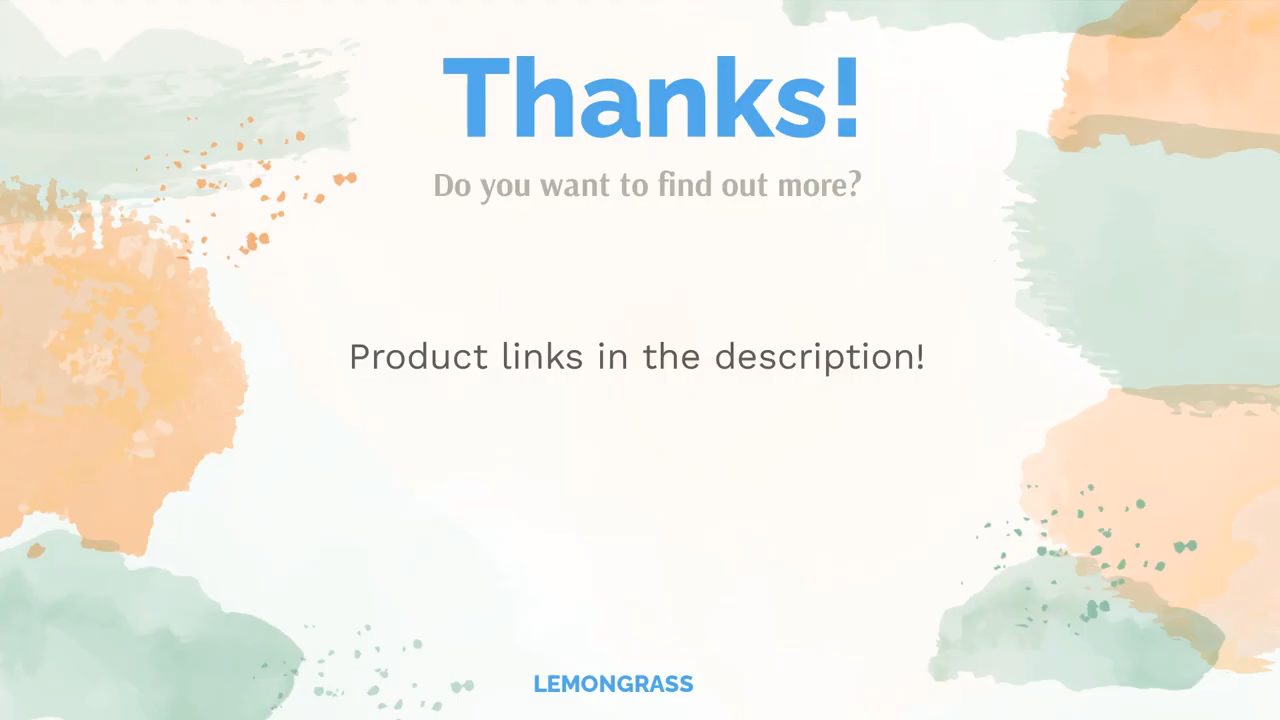 Thanks!
Do you want to find out more?
Product links in the description!
LEMONGRASS